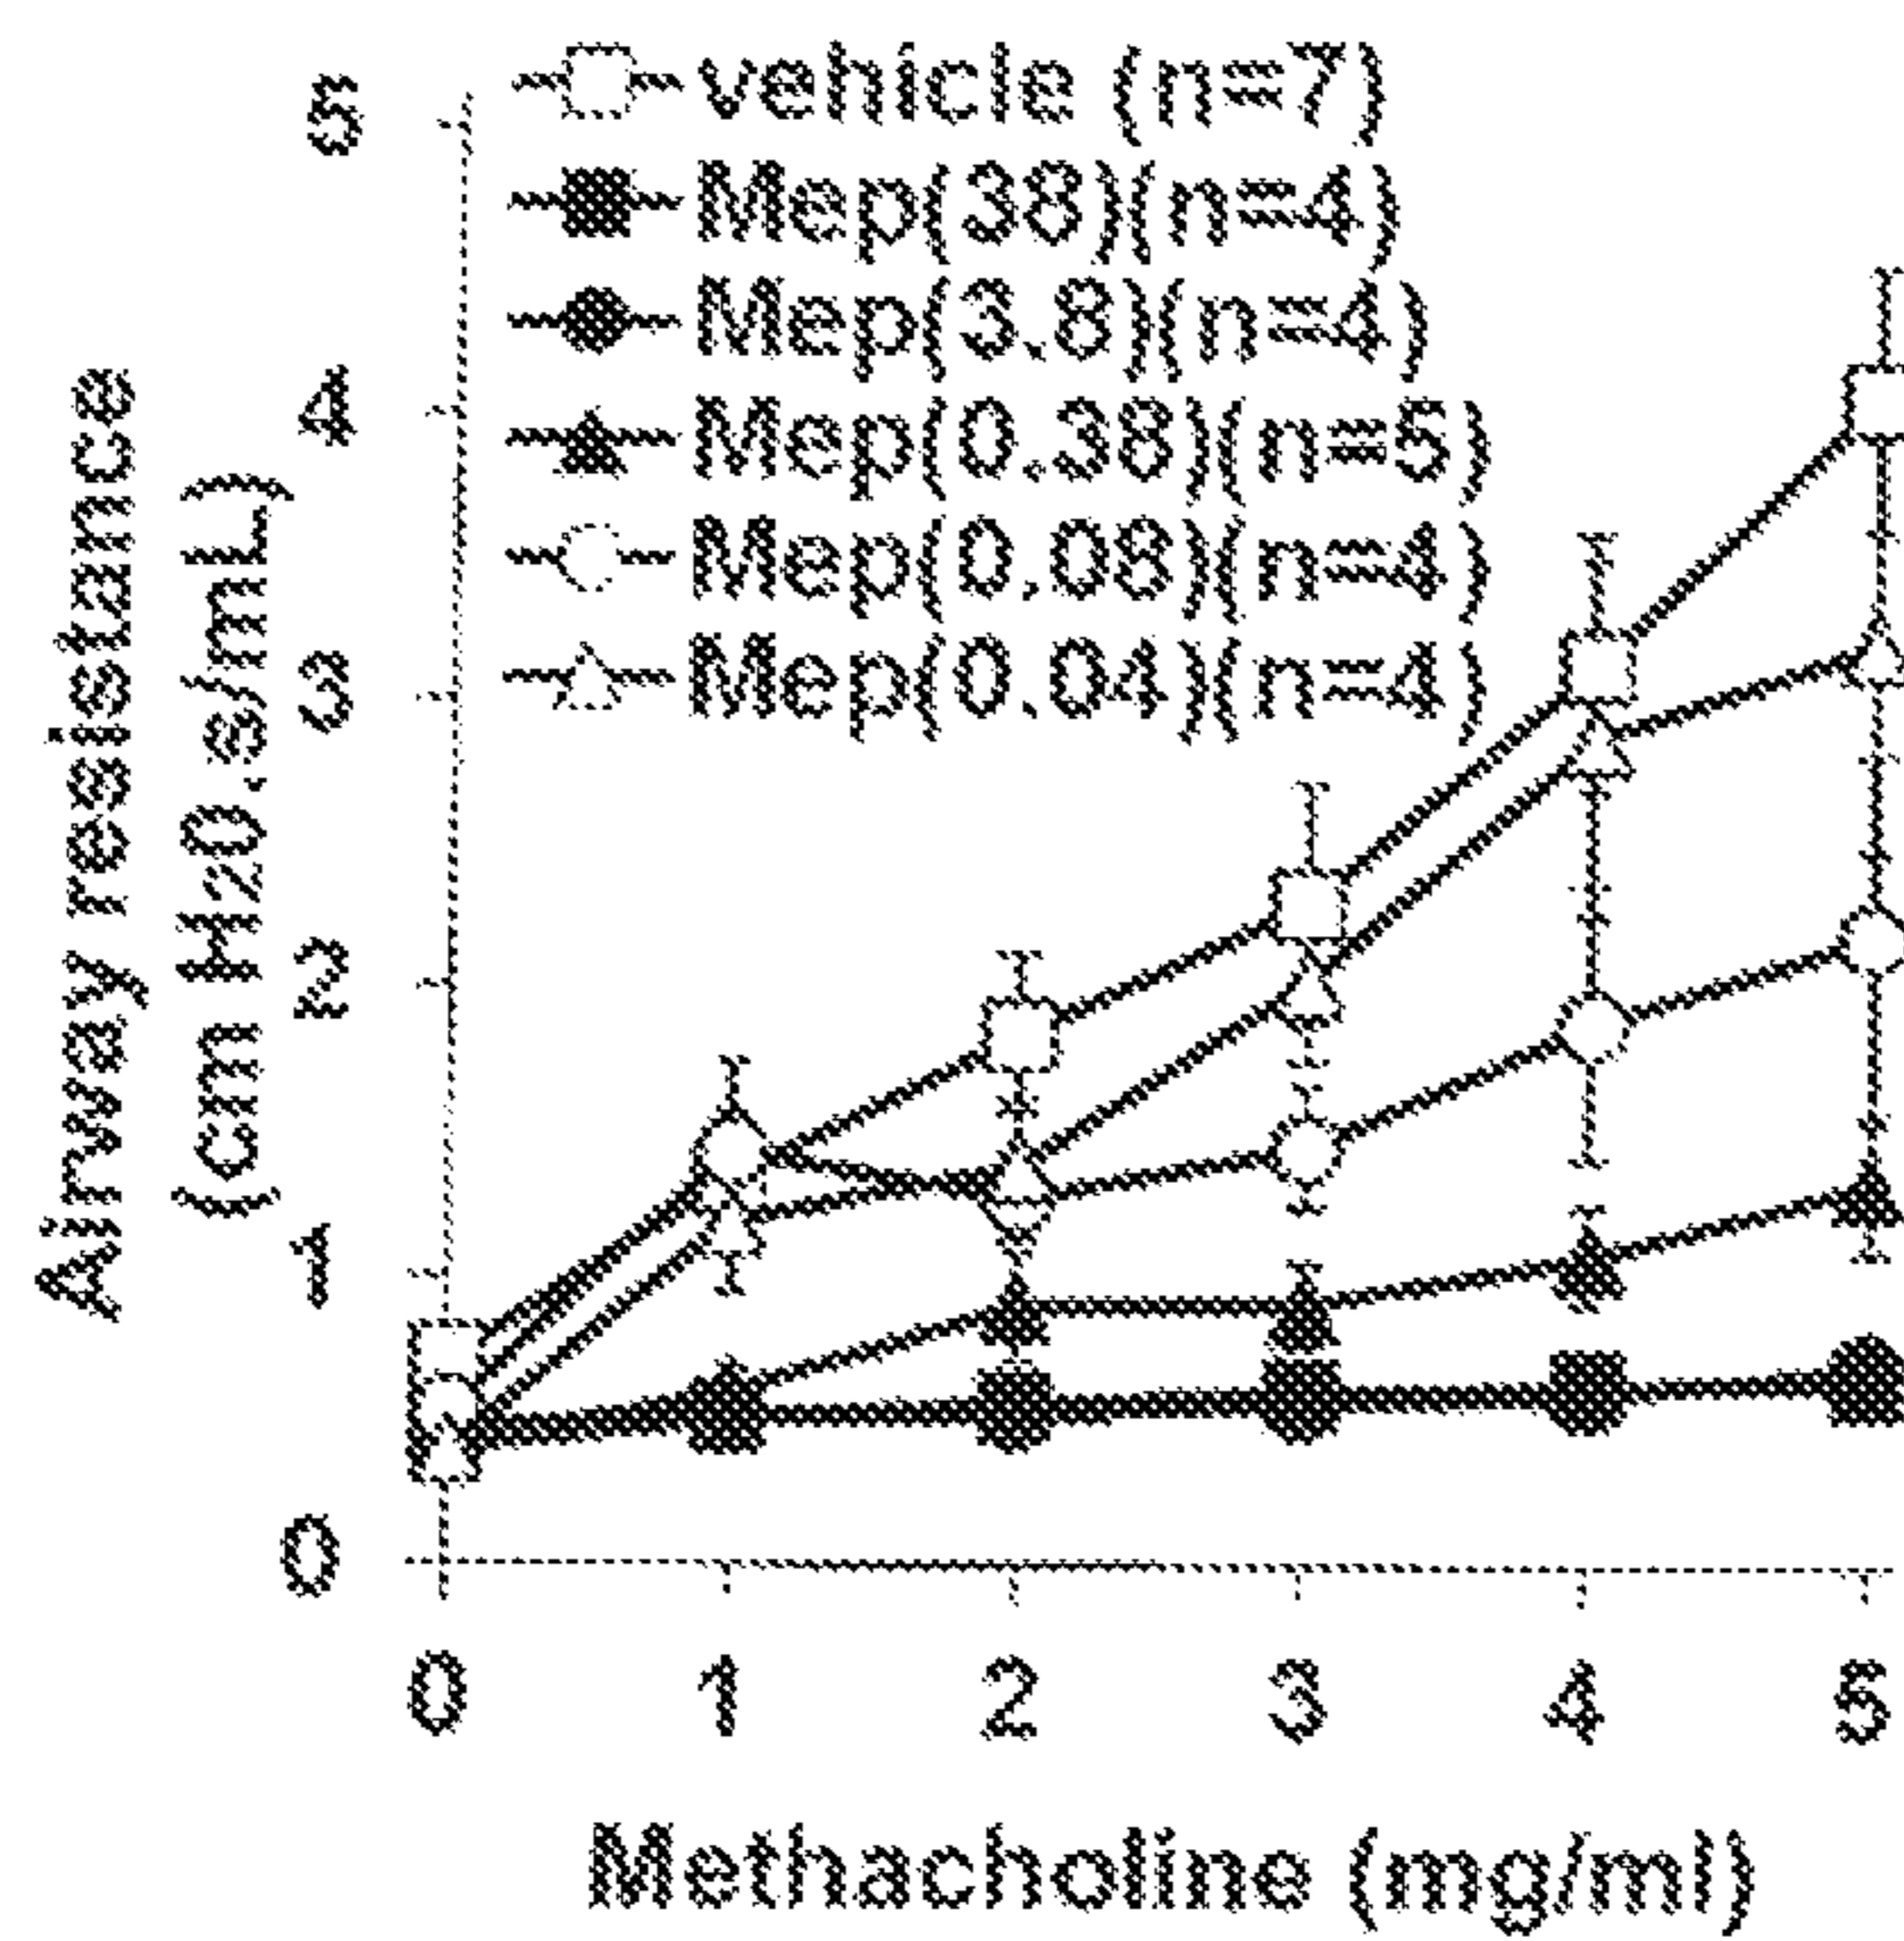 vehicle (n=7)
Mep(38)(n=4)
Mep(3.8)(n=4)
Mep(0.38)(n=5)
Mep(0.08)(n=4)
Mep(0.04)(n=4)
Airway resistance
(cm H20.s/mL)
5
4
3
2
1
0
0 1 2 3 4 5
Methacholine (mg/ml)